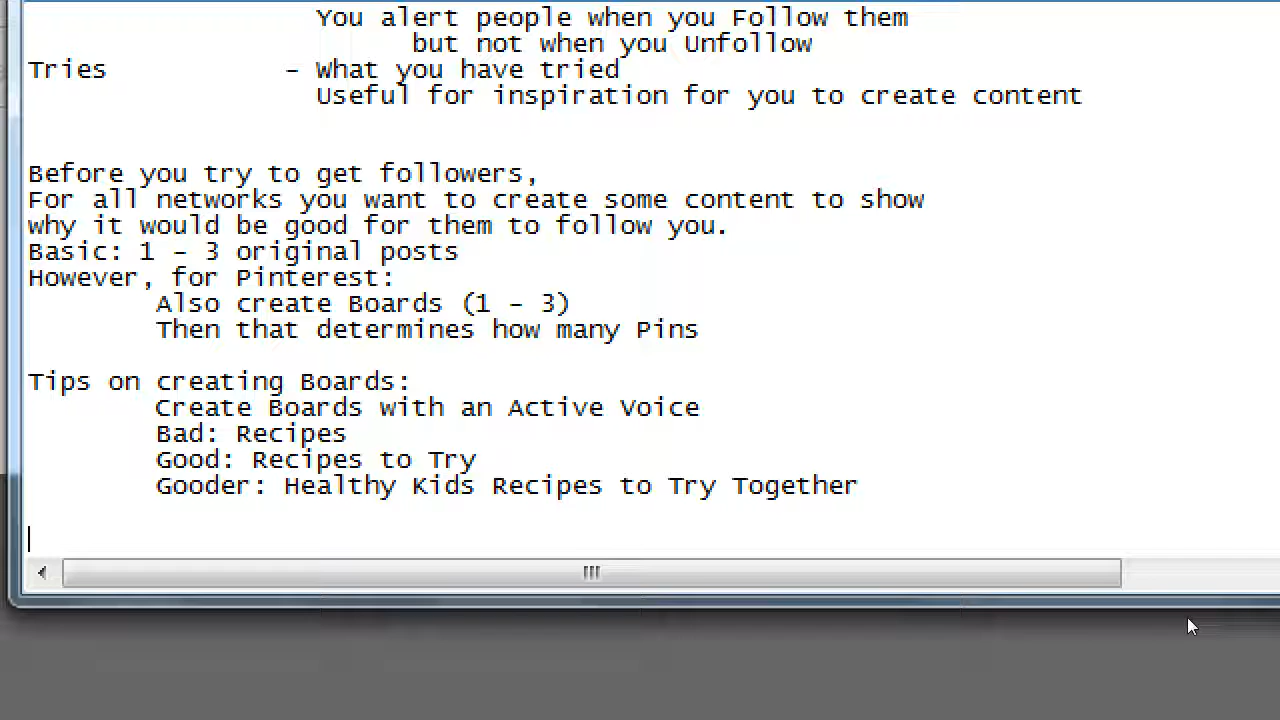 You alert people when you Follow them
but not when you Unfollow
Tries – What you have tried
Useful for inspiration for you to create content
Before you try to get followers,
For all networks you want to create some content to show
why it would be good for them to follow you.
Basic: 1 – 3 original posts
However, for Pinterest:
Also create Boards (1 – 3)
Then that determines how many Pins
Tips on creating Boards:
Create Boards with an Active Voice
Bad: Recipes
Good: Recipes to Try
Gooder: Healthy Kids Recipes to Try Together